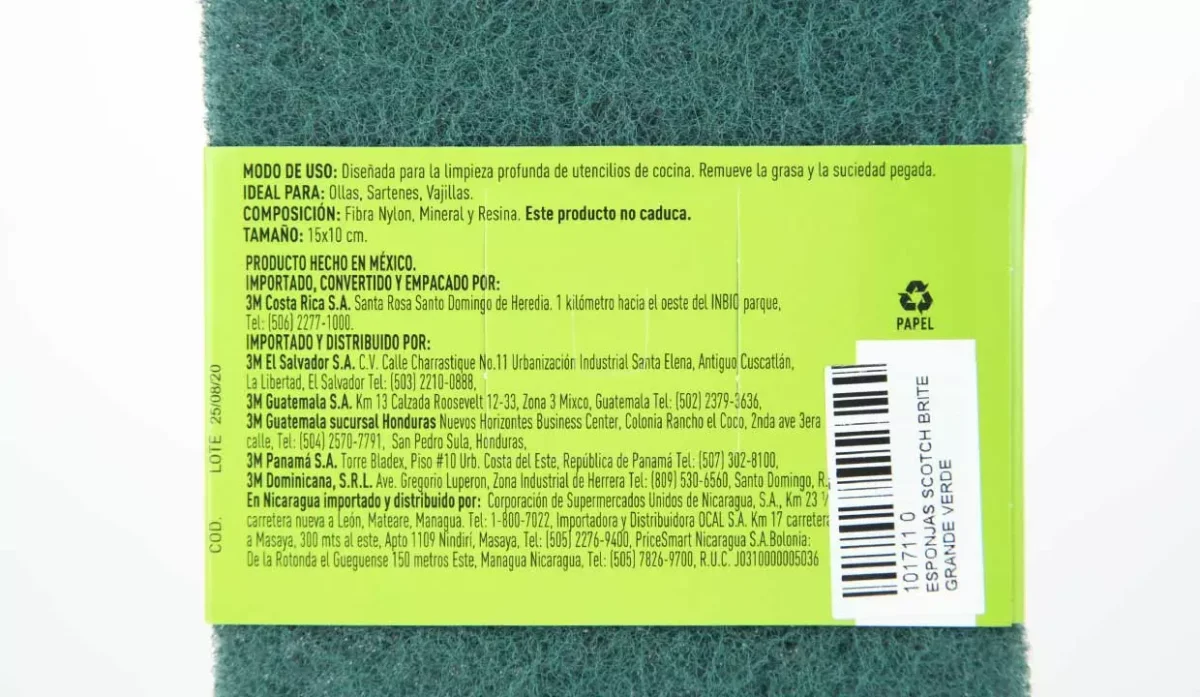 MODO DE USO: Diseñada para la limpieza profunda de utencilios de cocina. Remueve la grasa y la suciedad pegada.
IDEAL PARA: Ollas, Sartenes, Vajillas.
COMPOSICIÓN: Fibra Nylon, Mineral y Resina. Este producto no caduca.
TAMAÑO: 15x10 cm.
PRODUCTO HECHO EN MÉXICO.
IMPORTADO, CONVERTIDO Y EMPACADO POR:
3M Costa Rica S.A. Santa Rosa Santo Domingo de Heredia. 1 kilómetro hacia el oeste del INBIO parque,
Tel: (506) 2277-1000.
IMPORTADO Y DISTRIBUIDO POR:
3M El Salvador S.A. C.V. Calle Charrastique No.11 Urbanización Industrial Santa Elena, Antiguo Cuscatlán,
La Libertad, El Salvador Tel: (503) 2210-0888,
3M Guatemala S.A. Km 13 Calzada Roosevelt 12-33, Zona 3 Mixco, Guatemala Tel: (502) 2379-3636,
3M Guatemala sucursal Honduras Nuevos Horizontes Business Center, Colonia Rancho el Coco, 2nda ave 3era
calle, Tel: (504) 2570-7791, San Pedro Sula, Honduras,
3M Panamá S.A. Torre Bladex, Piso #10 Urb. Costa del Este, República de Panamá Tel: (507) 302-8100,
3M Dominicana, S.R.L. Ave. Gregorio Luperon, Zona Industrial de Herrera Tel: (809) 530-6560, Santo Domingo, R.
En Nicaragua importado y distribuido por: Corporación de Supermercados Unidos de Nicaragua, S.A., Km 23
carretera nueva a León, Mateare, Managua. Tel: 1-800-7022, Importadora y Distribuidora OCAL S.A. Km 17 carretera
a Masaya, 300 mts al este, Apto 1109 Nindirí, Masaya, Tel: (505) 2276-9400, PriceSmart Nicaragua S.A.Bolonia:
De la Rotonda el Gueguense 150 metros Este, Managua Nicaragua, Tel: (505) 7826-9700, R.U.C. J0310000005036
COD. LOTE 25/08/20
PAPEL
101711 0
ESPONJAS SCOTCH BRITE
GRANDE VERDE